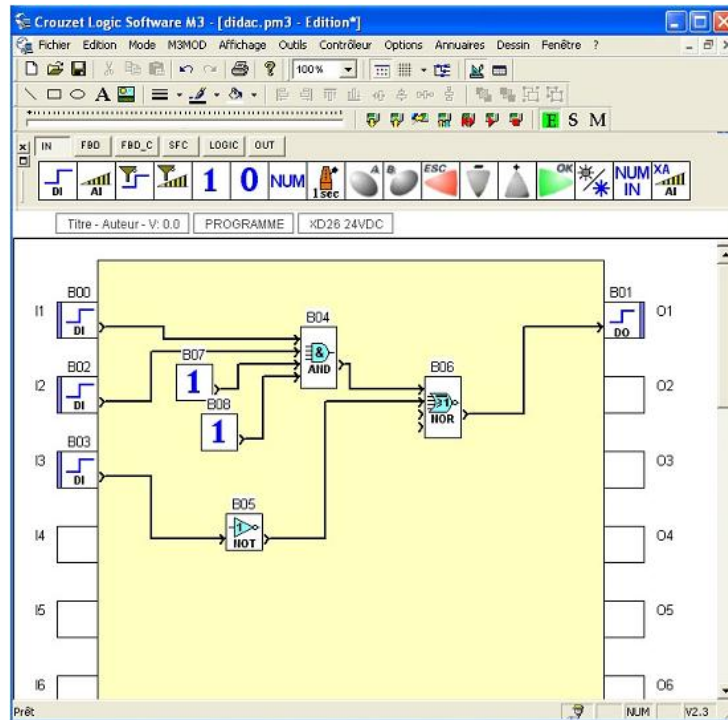 Crouzet Logic Software M3 - [didac.pm3 - Edition*]
Fichier Edition Mode M3MOD Affichage Outils Contrôleur Options Annuaires Dessin Fenêtre ?
100%
A
E S M
IN FBD FBD_C SFC LOGIC OUT
DI AI 1 0 NUM 1sec A B ESC - + OK NUM IN XA AI
Titre - Auteur - V: 0.0 PROGRAMME XD26 24VDC
B00 B01
I1 DI B04 DO O1
& AND
B02 B07 B06
I2 DI 1 ≥1 NOR O2
B08
1
B03
I3 DI O3
B05
I4 1 NOT O4
I5 O5
I6 O6
Prêt NUM V2.3